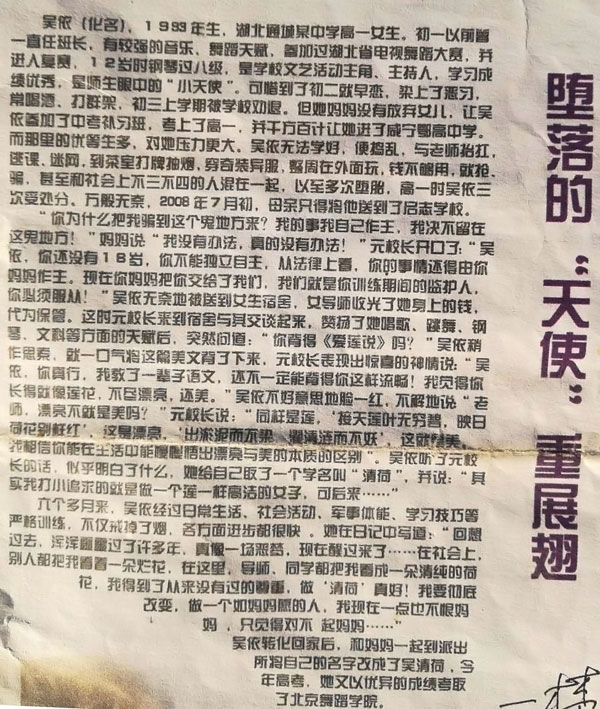 堕落的“天使”重展翅
吴依（化名），1993年生，湖北通城某中学高一女生。初一以前曾
一直任班长，有较强的音乐、舞蹈天赋，参加过湖北省电视舞蹈大赛，并
进入复赛，12岁时钢琴过八级，是学校文艺活动主角、主持人，学习成
绩优秀，是师生眼中的“小天使”。可惜到了初二就早恋，染上了恶习，
常喝酒、打群架，初三上学期被学校劝退。但她妈妈没有放弃女儿，让吴
依参加了中考补习班，考上了高一，并千方百计让她进了咸宁鄂高中学。
而那里的优等生多，对她压力更大。吴依无法学好，便捣乱，与老师抬杠，
逃课，迷网，到茶室打牌抽烟，穿奇装异服，整周在外面玩，钱不够用，就抢，
骗，甚至和社会上不三不四的人混在一起，以至多次堕胎，高一时吴依三
次受处分。万般无奈，2008年7月初，母亲只得将他送到了启志学校。
“你为什么把我骗到这个鬼地方来？我的事我自己作主，我决不留在
这鬼地方！”妈妈说“我没有办法，真的没有办法！”元校长开口了：“吴
依，你还没有18岁，你不能独立自主，从法律上看，你的事情还得由你
妈妈作主。现在你妈妈把你交给了我们，我们就是你训练期间的监护人，
你必须服从！”吴依无奈地被送到女生宿舍，女导师收光了她身上的钱，
代为保管。这时元校长来到宿舍与其交谈起来，赞扬了她唱歌、跳舞、钢
琴、文科等方面的天赋后，突然问道：“你背得《爱莲说》吗？”吴依稍
作思索，就一口气将这篇美文背了下来，元校长表现出惊喜的神情说：“吴
依，你真行，我教了一辈子语文，还不一定能背得你这样流畅！我觉得你
长得就像莲花，不但漂亮，还美。”吴依不好意思地脸一红，不解地说“老
师，漂亮不就是美吗？”元校长说：“同样是莲，‘接天莲叶无穷碧，映日
荷花别样红’，这是漂亮，‘出淤泥而不染，濯清涟而不妖’，这就是美。
我相信你能在生活中能慢慢悟出漂亮与美的本质的区别”。吴依听了元校
长的话，似乎明白了什么，她给自己取了一个学名叫“清荷”，并说：“其
实我打小追求的就是做一个莲一样高洁的女子，可后来……”
六个多月来，吴依经过日常生活、社会活动、军事体能、学习技巧等
严格训练，不仅戒掉了烟，各方面进步都很快 。她在日记中写道：“回想
过去，浑浑噩噩过了许多年，真像一场恶梦，现在醒过来了……在社会上，
别人都把我看着一朵烂花，在这里，导师、同学都把我看成一朵清纯的荷
花，我得到了从来没有过的尊重，做‘清荷’真好！我要彻底
改变，做一个如妈妈愿的人，我现在一点也不恨妈
妈，只觉得对不 起妈妈……”
吴依转化回家后，和妈妈一起到派出
所将自己的名字改成了吴清荷，今
年高考，她又以优异的成绩考取
了北京舞蹈学院。